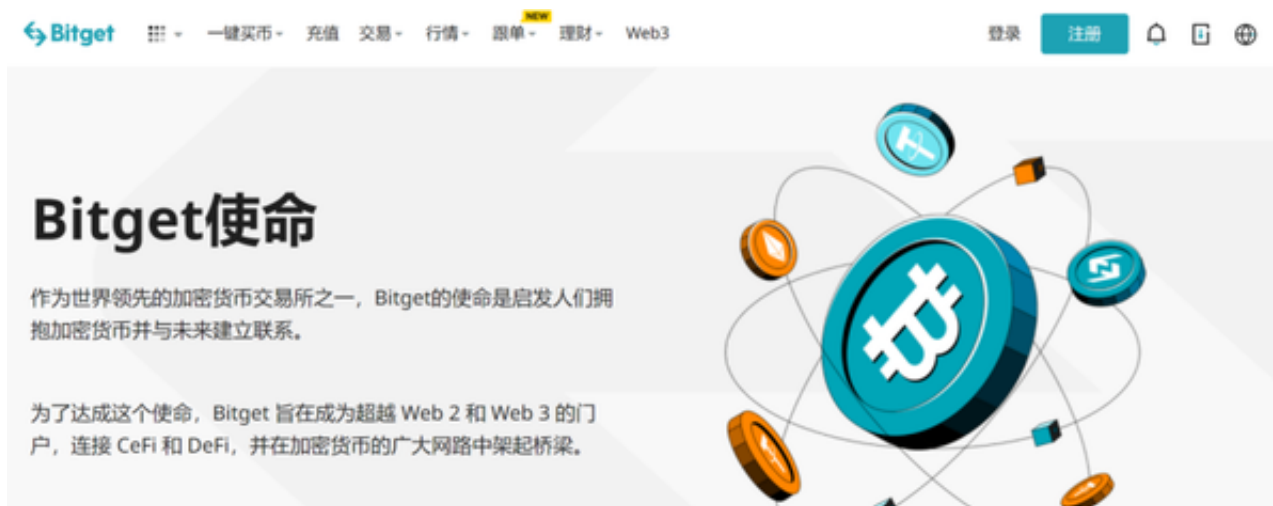 Bitget 一键买币 充值 交易 行情 跟单 NEW 理财 Web3 登录 注册
Bitget使命
作为世界领先的加密货币交易所之一，Bitget的使命是启发人们拥
抱加密货币并与未来建立联系。
为了达成这个使命，Bitget 旨在成为超越 Web 2 和 Web 3 的门
户，连接 CeFi 和 DeFi，并在加密货币的广大网路中架起桥梁。